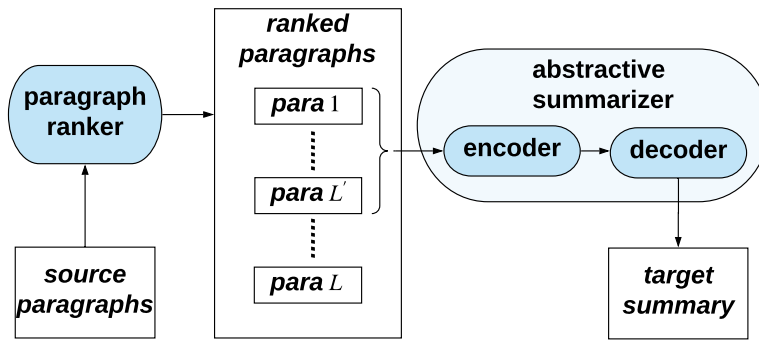 ranked
paragraphs
paragraph
ranker
para 1
para L′
para L
source
paragraphs
abstractive
summarizer
encoder
decoder
target
summary